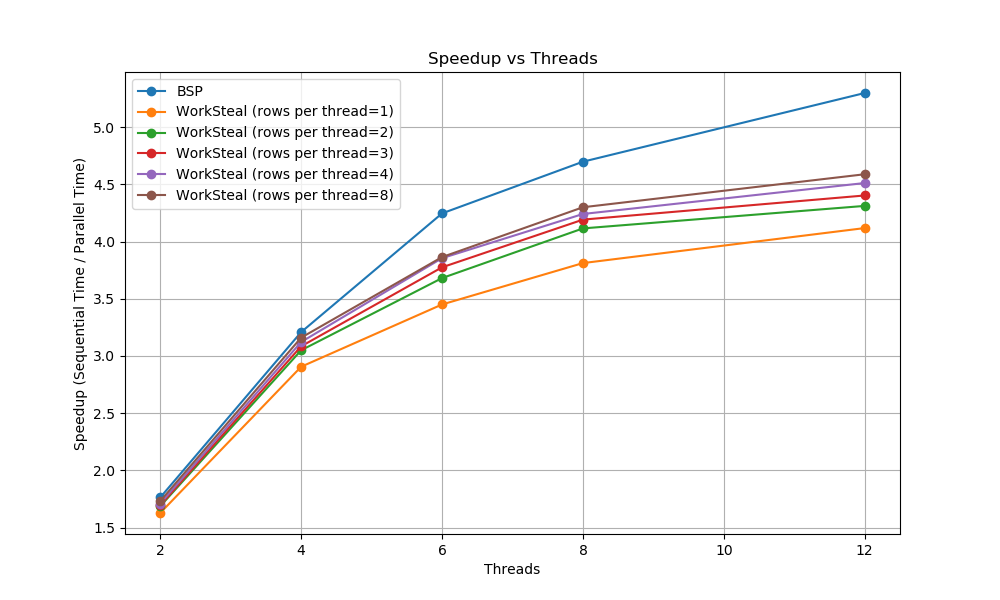 Speedup vs Threads
BSP
WorkSteal (rows per thread=1)
WorkSteal (rows per thread=2)
WorkSteal (rows per thread=3)
WorkSteal (rows per thread=4)
WorkSteal (rows per thread=8)
Speedup (Sequential Time / Parallel Time)
5.0
4.5
4.0
3.5
3.0
2.5
2.0
1.5
2 4 6 8 10 12
Threads